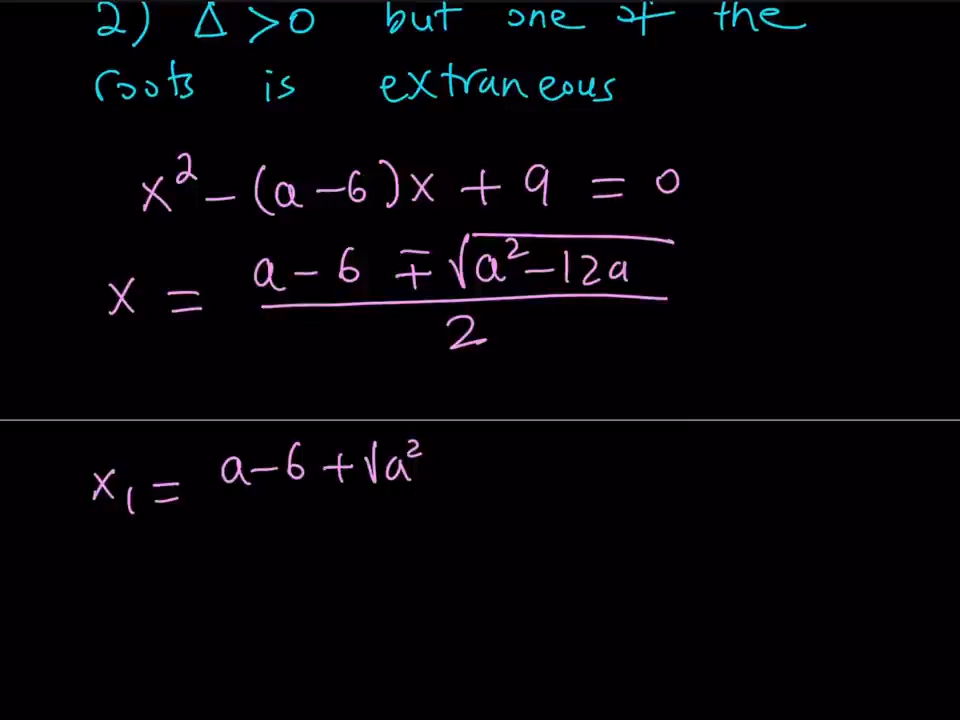 2) Δ > 0 but one of the
roots is extraneous
x² - (a - 6)x + 9 = 0
x = (a - 6 ∓ √(a² - 12a)) / 2
x₁ = a - 6 + √a²